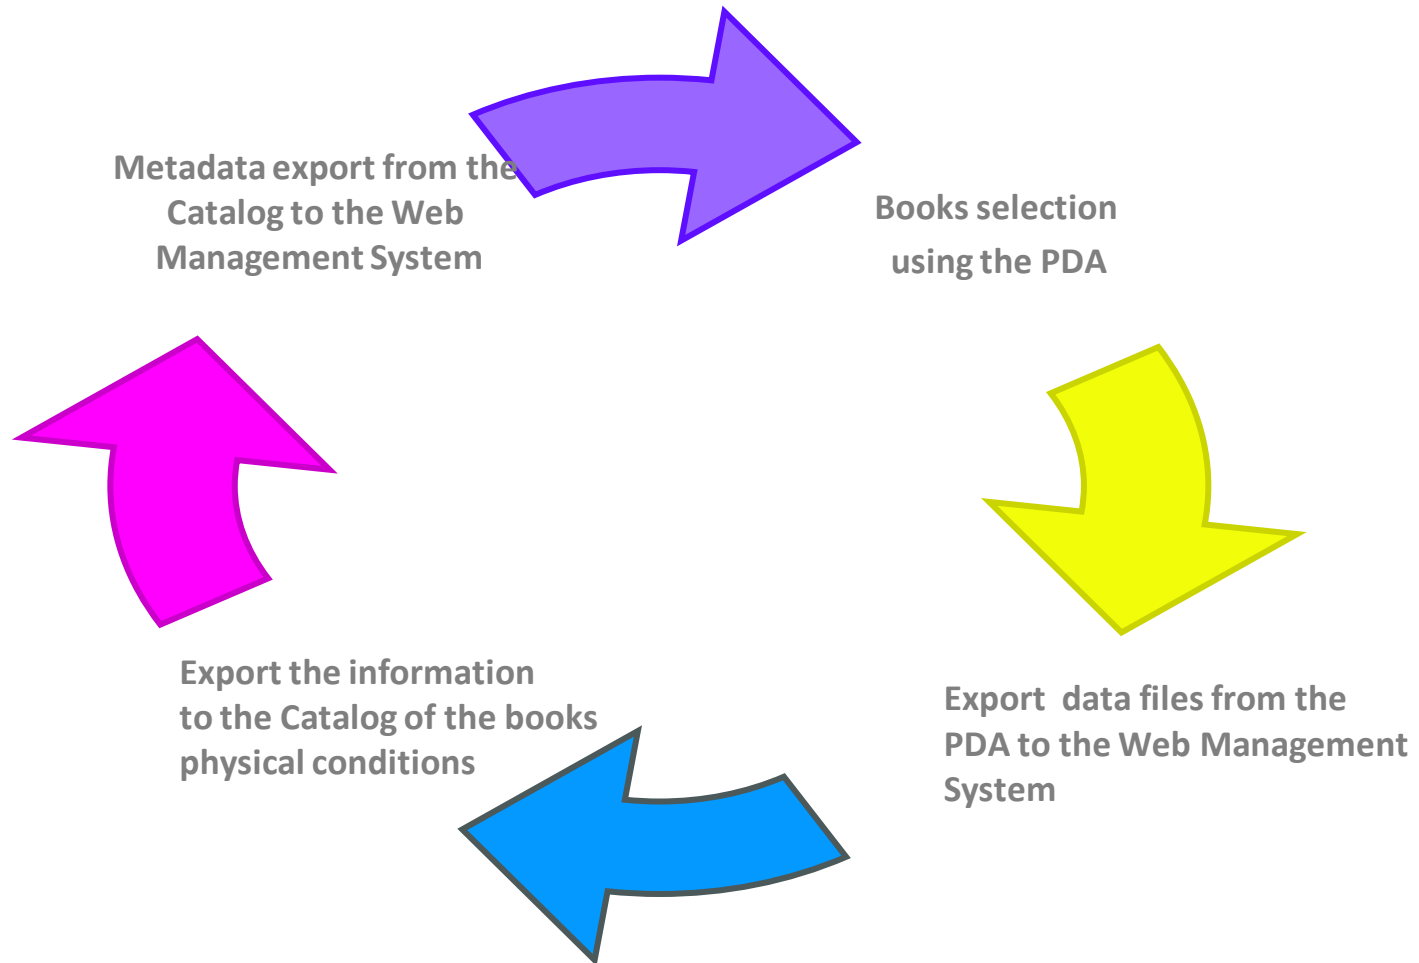 Metadata export from the
Catalog to the Web
Management System
Books selection
using the PDA
Export the information
to the Catalog of the books
physical conditions
Export data files from the
PDA to the Web Management
System